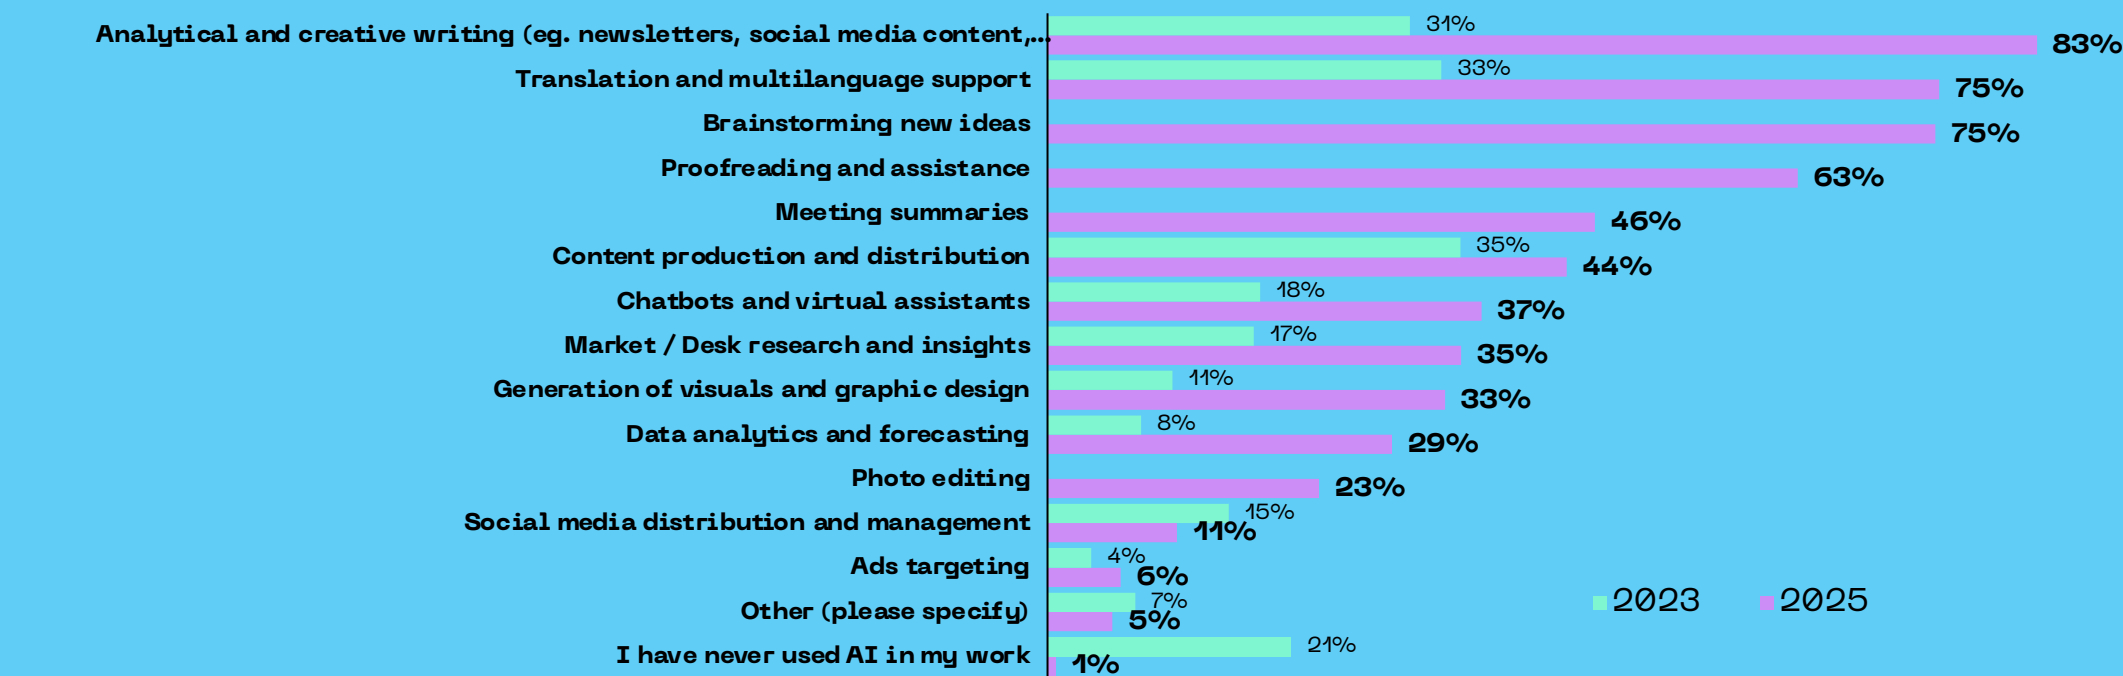 Analytical and creative writing (eg. newsletters, social media content,... 31%
83%
Translation and multilanguage support 33%
75%
Brainstorming new ideas 75%
Proofreading and assistance 63%
Meeting summaries 46%
Content production and distribution 35%
44%
Chatbots and virtual assistants 18%
37%
Market / Desk research and insights 17%
35%
Generation of visuals and graphic design 11%
33%
Data analytics and forecasting 8%
29%
Photo editing 23%
Social media distribution and management 15%
11%
Ads targeting 4%
6%
Other (please specify) 7%
5%
2023 2025
I have never used AI in my work 21%
1%